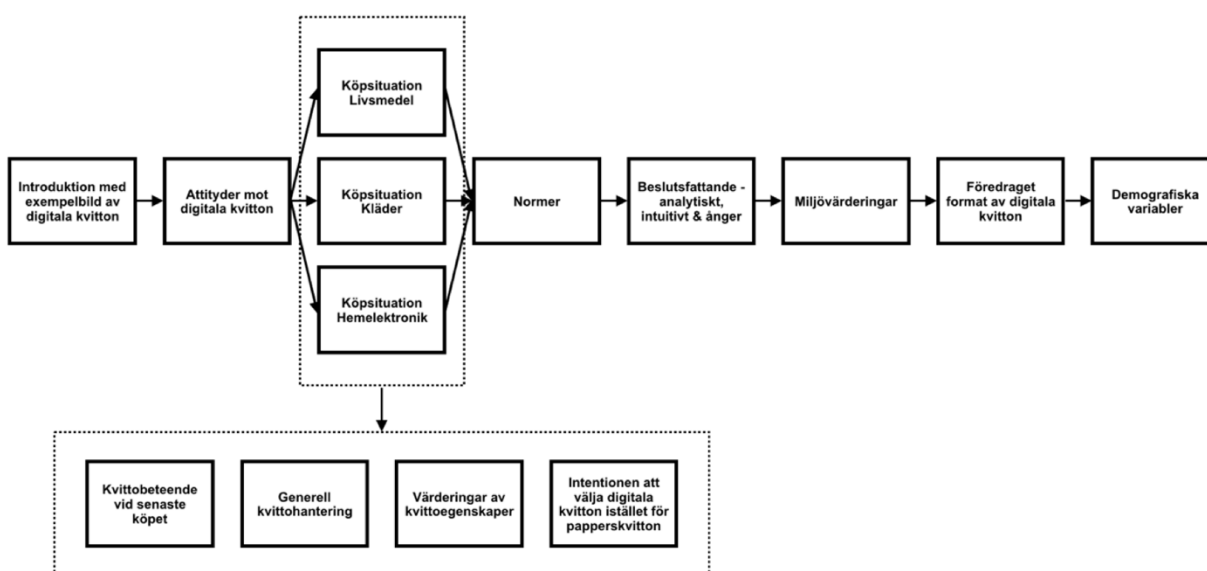 Köpsituation
Livsmedel
Introduktion med
exempelbild av
digitala kvitton
Attityder mot
digitala kvitton
Köpsituation
Kläder
Normer
Beslutsfattande -
analytiskt,
intuitivt & ånger
Miljövärderingar
Föredraget
format av digitala
kvitton
Demografiska
variabler
Köpsituation
Hemelektronik
Kvittobeteende
vid senaste
köpet
Generell
kvittohantering
Värderingar av
kvittoegenskaper
Intentionen att
välja digitala
kvitton istället för
papperskvitton